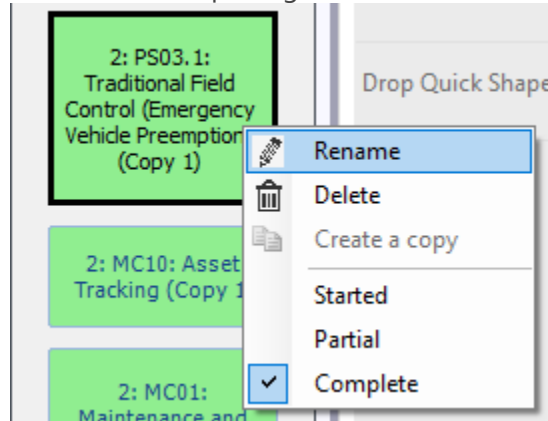 2: PS03.1:
Traditional Field
Control (Emergency
Vehicle Preemption
(Copy 1)
Drop Quick Shape
Rename
Delete
Create a copy
Started
Partial
Complete
2: MC10: Asset
Tracking (Copy 1
2: MC01:
Maintenance and